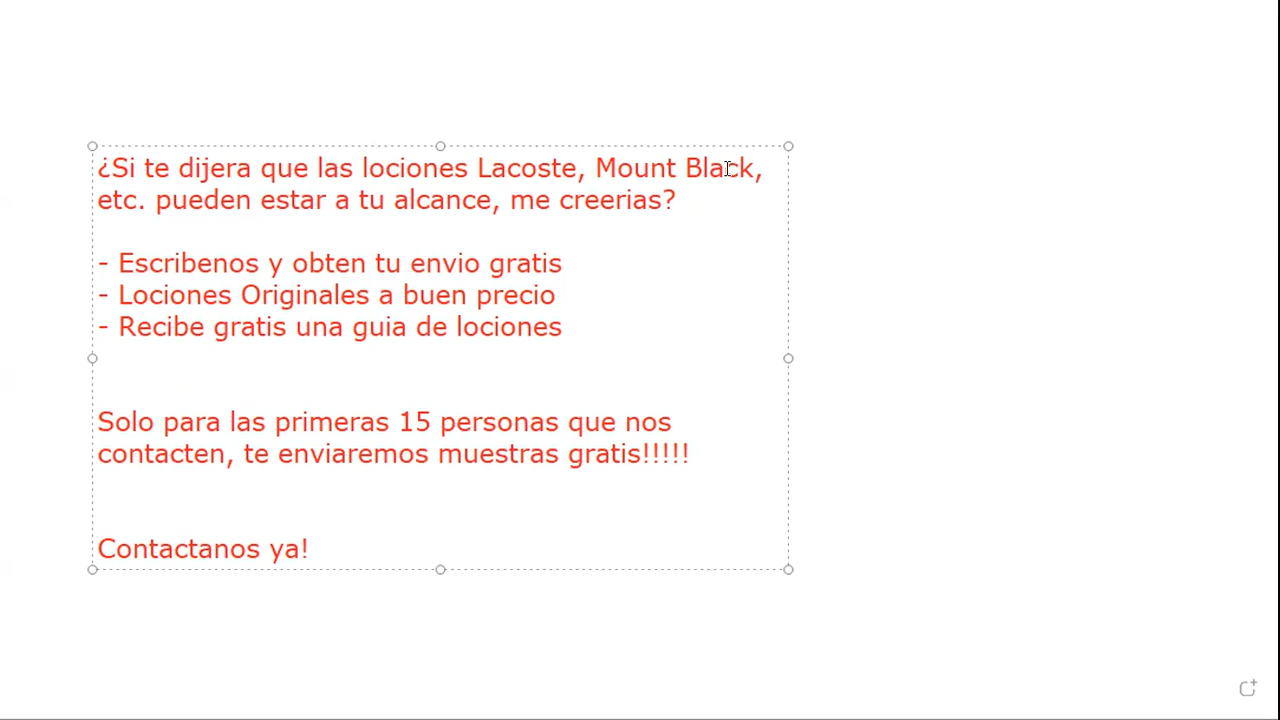 ¿Si te dijera que las lociones Lacoste, Mount Black,
etc. pueden estar a tu alcance, me creerias?
- Escribenos y obten tu envio gratis
- Lociones Originales a buen precio
- Recibe gratis una guia de lociones
Solo para las primeras 15 personas que nos
contacten, te enviaremos muestras gratis!!!!!
Contactanos ya!